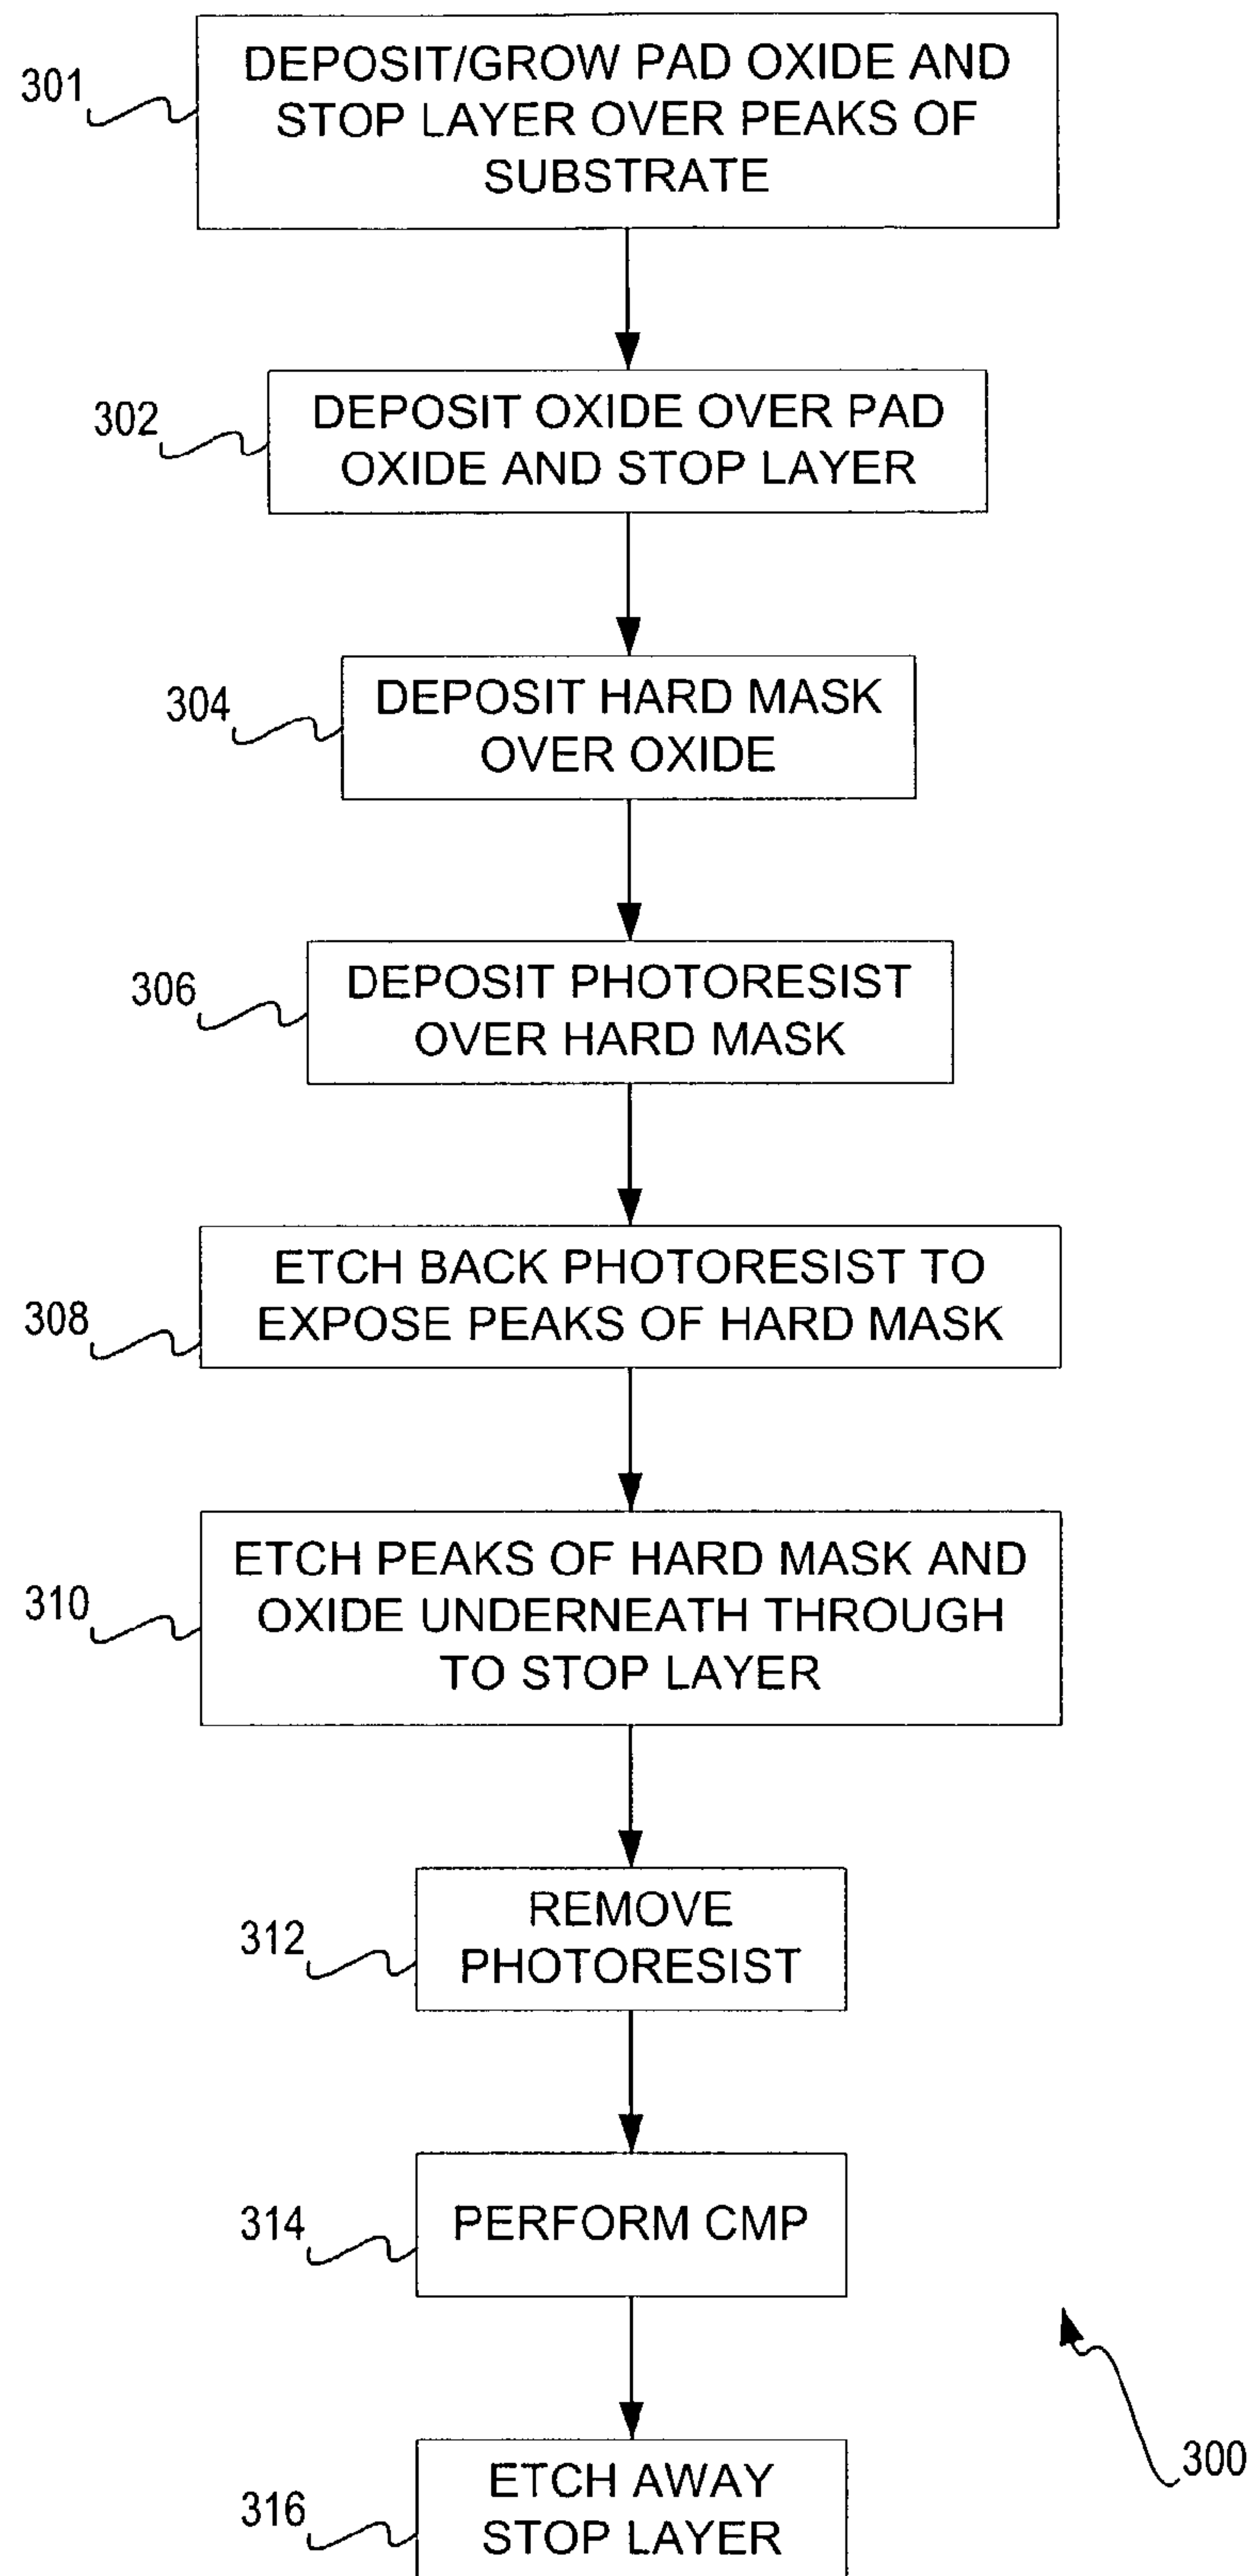 301
DEPOSIT/GROW PAD OXIDE AND
STOP LAYER OVER PEAKS OF
SUBSTRATE
302
DEPOSIT OXIDE OVER PAD
OXIDE AND STOP LAYER
304
DEPOSIT HARD MASK
OVER OXIDE
306
DEPOSIT PHOTORESIST
OVER HARD MASK
308
ETCH BACK PHOTORESIST TO
EXPOSE PEAKS OF HARD MASK
310
ETCH PEAKS OF HARD MASK AND
OXIDE UNDERNEATH THROUGH
TO STOP LAYER
312
REMOVE
PHOTORESIST
314
PERFORM CMP
300
316
ETCH AWAY
STOP LAYER